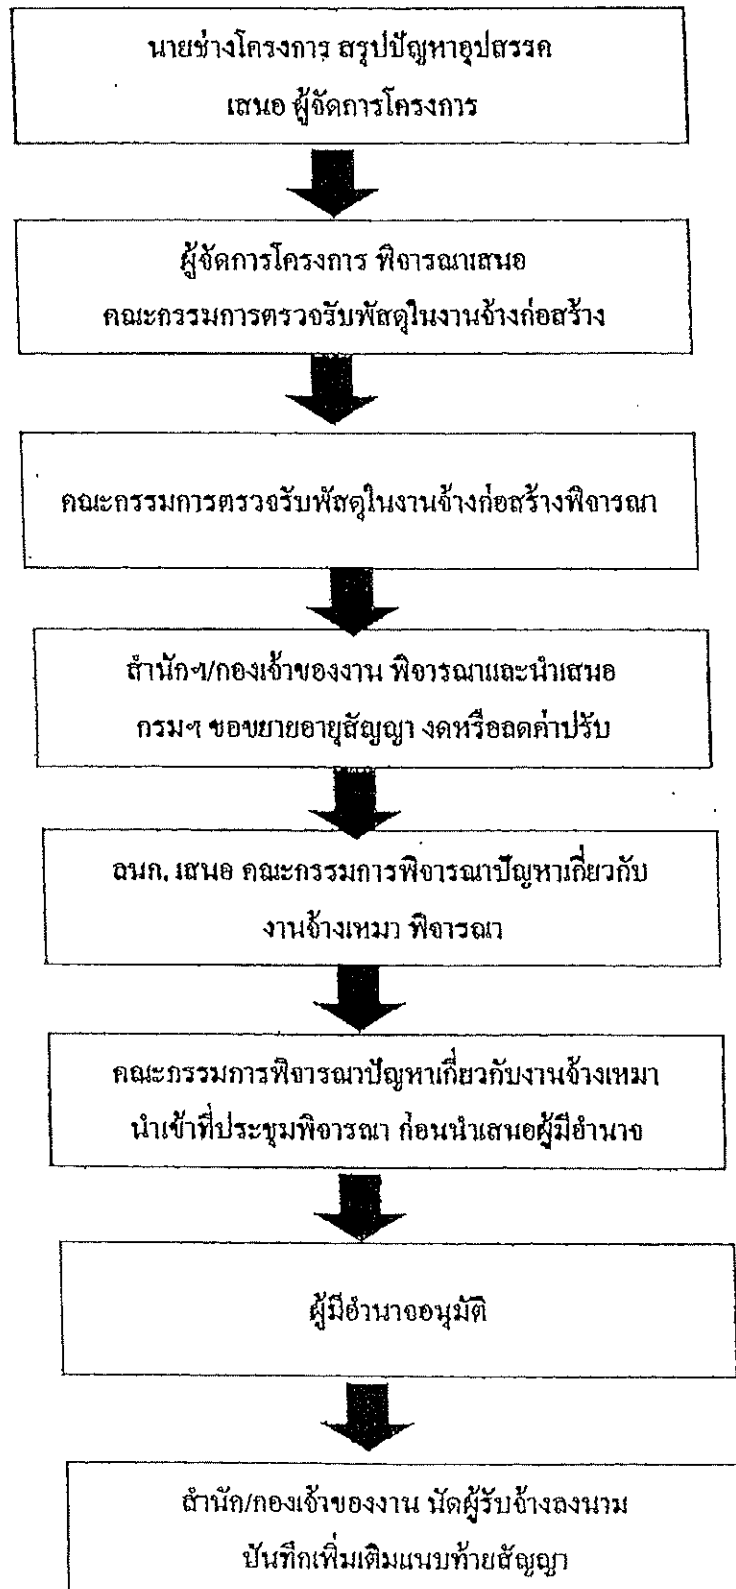 นายช่างโครงการ สรุปปัญหาอุปสรรค
เสนอ ผู้จัดการโครงการ
ผู้จัดการโครงการ พิจารณาเสนอ
คณะกรรมการตรวจรับพัสดุในงานจ้างก่อสร้าง
คณะกรรมการตรวจรับพัสดุในงานจ้างก่อสร้างพิจารณา
สำนักฯ/กองเจ้าของงาน พิจารณาและนำเสนอ
กรมฯ ขอขยายอายุสัญญา งดหรือลดค่าปรับ
ลนก. เสนอ คณะกรรมการพิจารณาปัญหาเกี่ยวกับ
งานจ้างเหมา พิจารณา
คณะกรรมการพิจารณาปัญหาเกี่ยวกับงานจ้างเหมา
นำเข้าที่ประชุมพิจารณา ก่อนนำเสนอผู้มีอำนาจ
ผู้มีอำนาจอนุมัติ
สำนัก/กองเจ้าของงาน นัดผู้รับจ้างลงนาม
บันทึกเพิ่มเติมแนบท้ายสัญญา